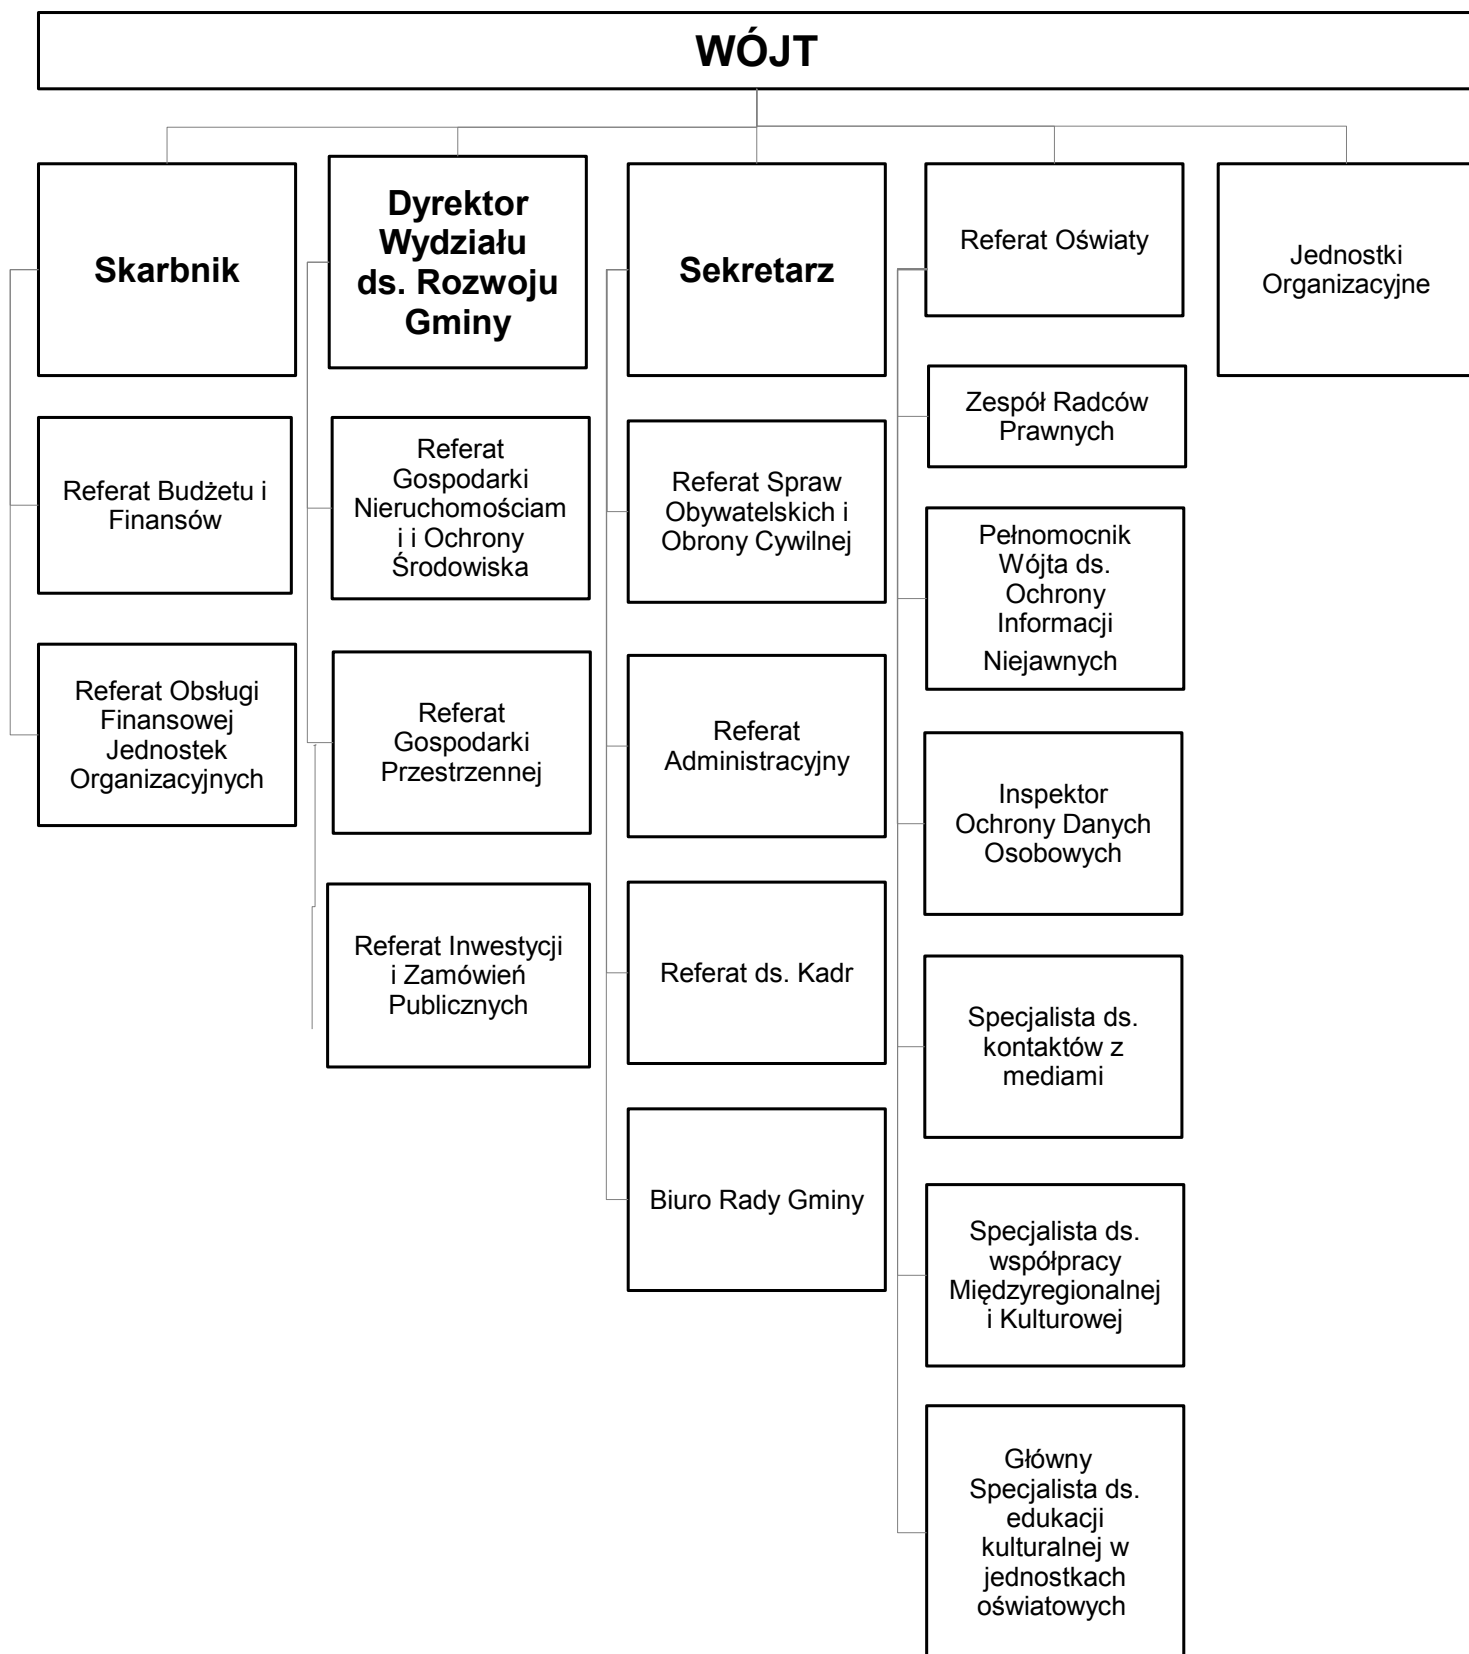 WÓJT
Skarbnik
Dyrektor
Wydziału
ds. Rozwoju
Gminy
Sekretarz
Referat Oświaty
Jednostki
Organizacyjne
Referat Budżetu i
Finansów
Referat Obsługi
Finansowej
Jednostek
Organizacyjnych
Referat
Gospodarki
Nieruchomościam
i i Ochrony
Środowiska
Referat
Gospodarki
Przestrzennej
Referat Inwestycji
i Zamówień
Publicznych
Referat Spraw
Obywatelskich i
Obrony Cywilnej
Referat
Administracyjny
Referat ds. Kadr
Biuro Rady Gminy
Zespół Radców
Prawnych
Pełnomocnik
Wójta ds.
Ochrony
Informacji
Niejawnych
Inspektor
Ochrony Danych
Osobowych
Specjalista ds.
kontaktów z
mediami
Specjalista ds.
współpracy
Międzyregionalnej
i Kulturowej
Główny
Specjalista ds.
edukacji
kulturalnej w
jednostkach
oświatowych